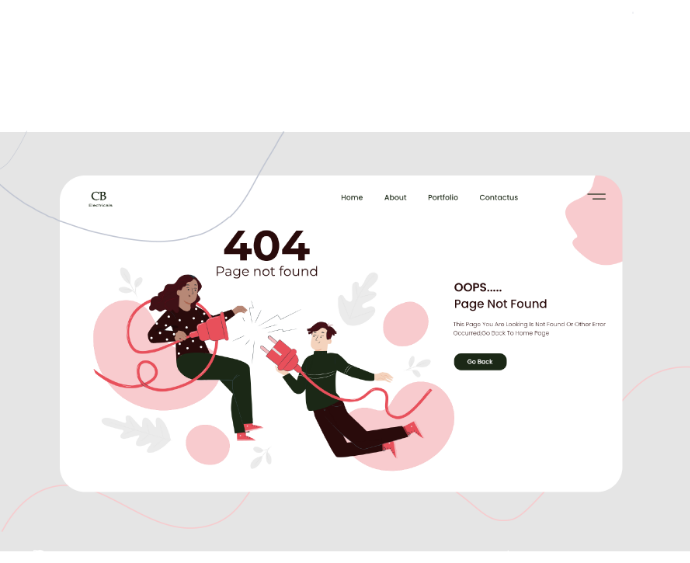 CB
Electricals
Home About Portfolio Contactus
404
Page not found
OOPS.....
Page Not Found
This Page You Are Looking Is Not Found Or Other Error
Occurred.Go Back To Home Page
Go Back